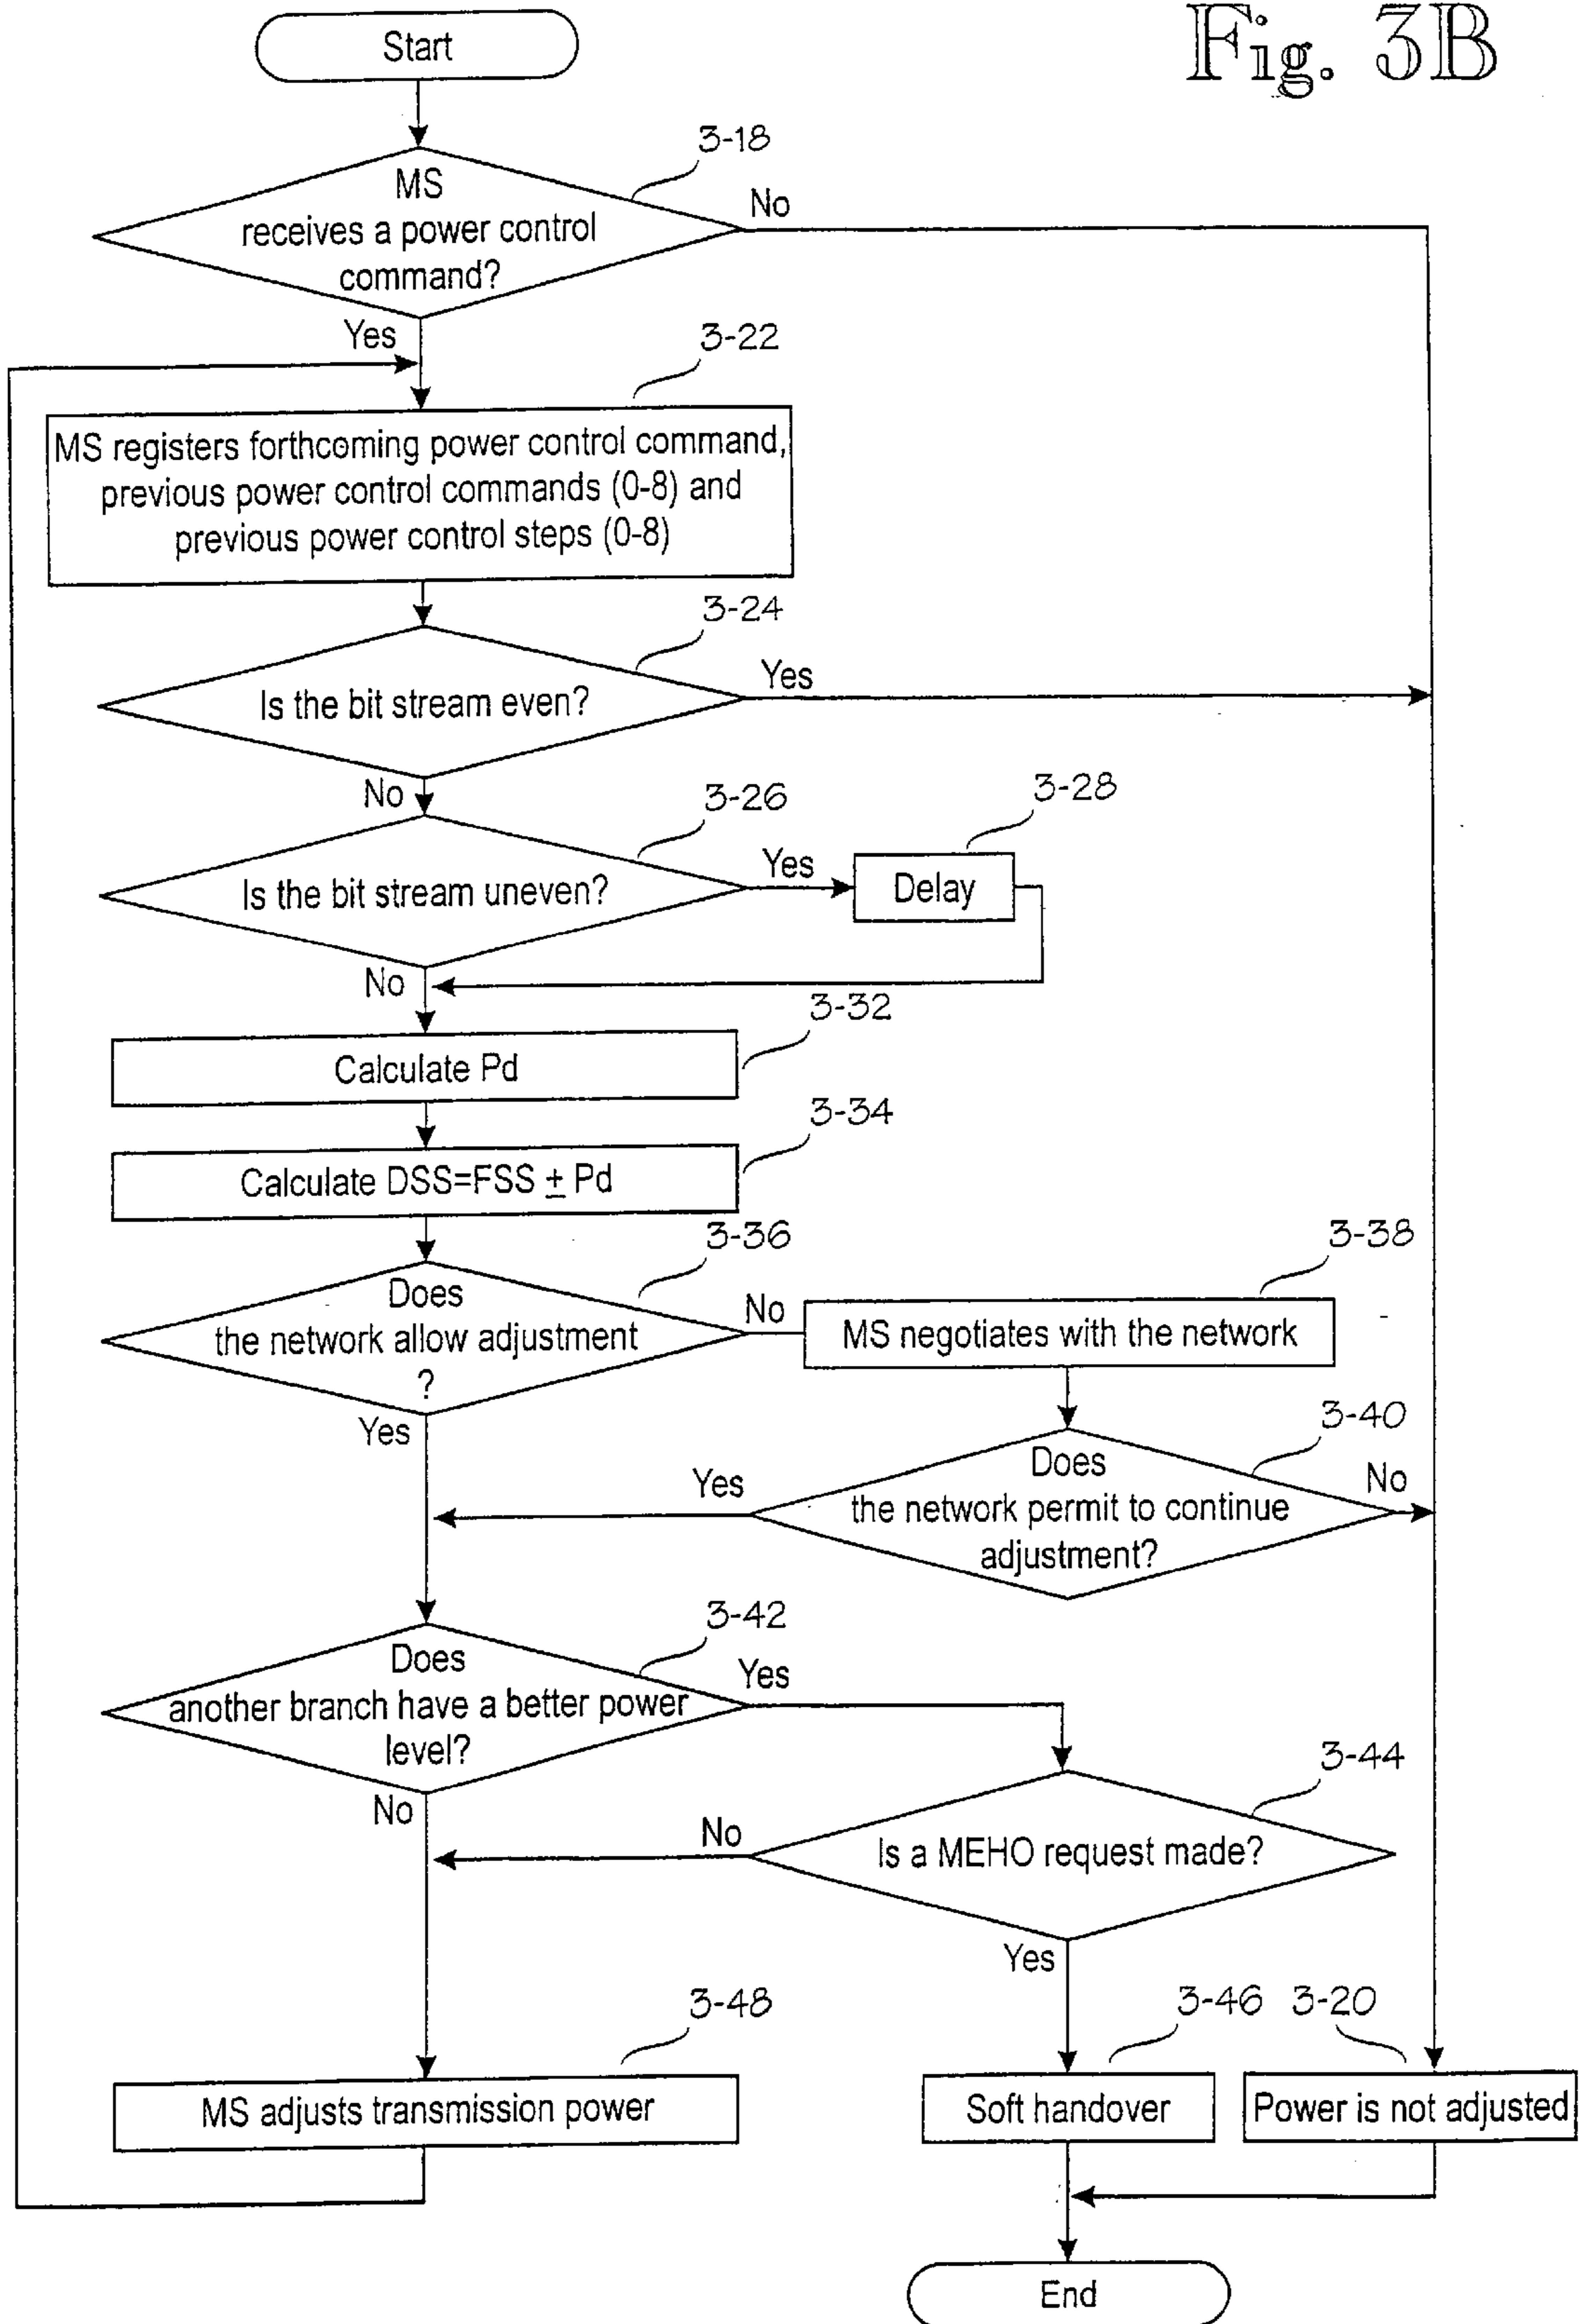 Fig. 3B
Start
3-18
MS
receives a power control
command?
No
Yes
3-22
MS registers forthcoming power control command,
previous power control commands (0-8) and
previous power control steps (0-8)
3-24
Is the bit stream even?
Yes
No
3-26
Is the bit stream uneven?
Yes
3-28
Delay
No
3-32
Calculate Pd
3-34
Calculate DSS=FSS ± Pd
3-36
Does
the network allow adjustment
?
No
3-38
MS negotiates with the network
Yes
3-40
Does
the network permit to continue
adjustment?
Yes
No
3-42
Does
another branch have a better power
level?
Yes
No
3-44
Is a MEHO request made?
No
Yes
3-48
MS adjusts transmission power
3-46
Soft handover
3-20
Power is not adjusted
End